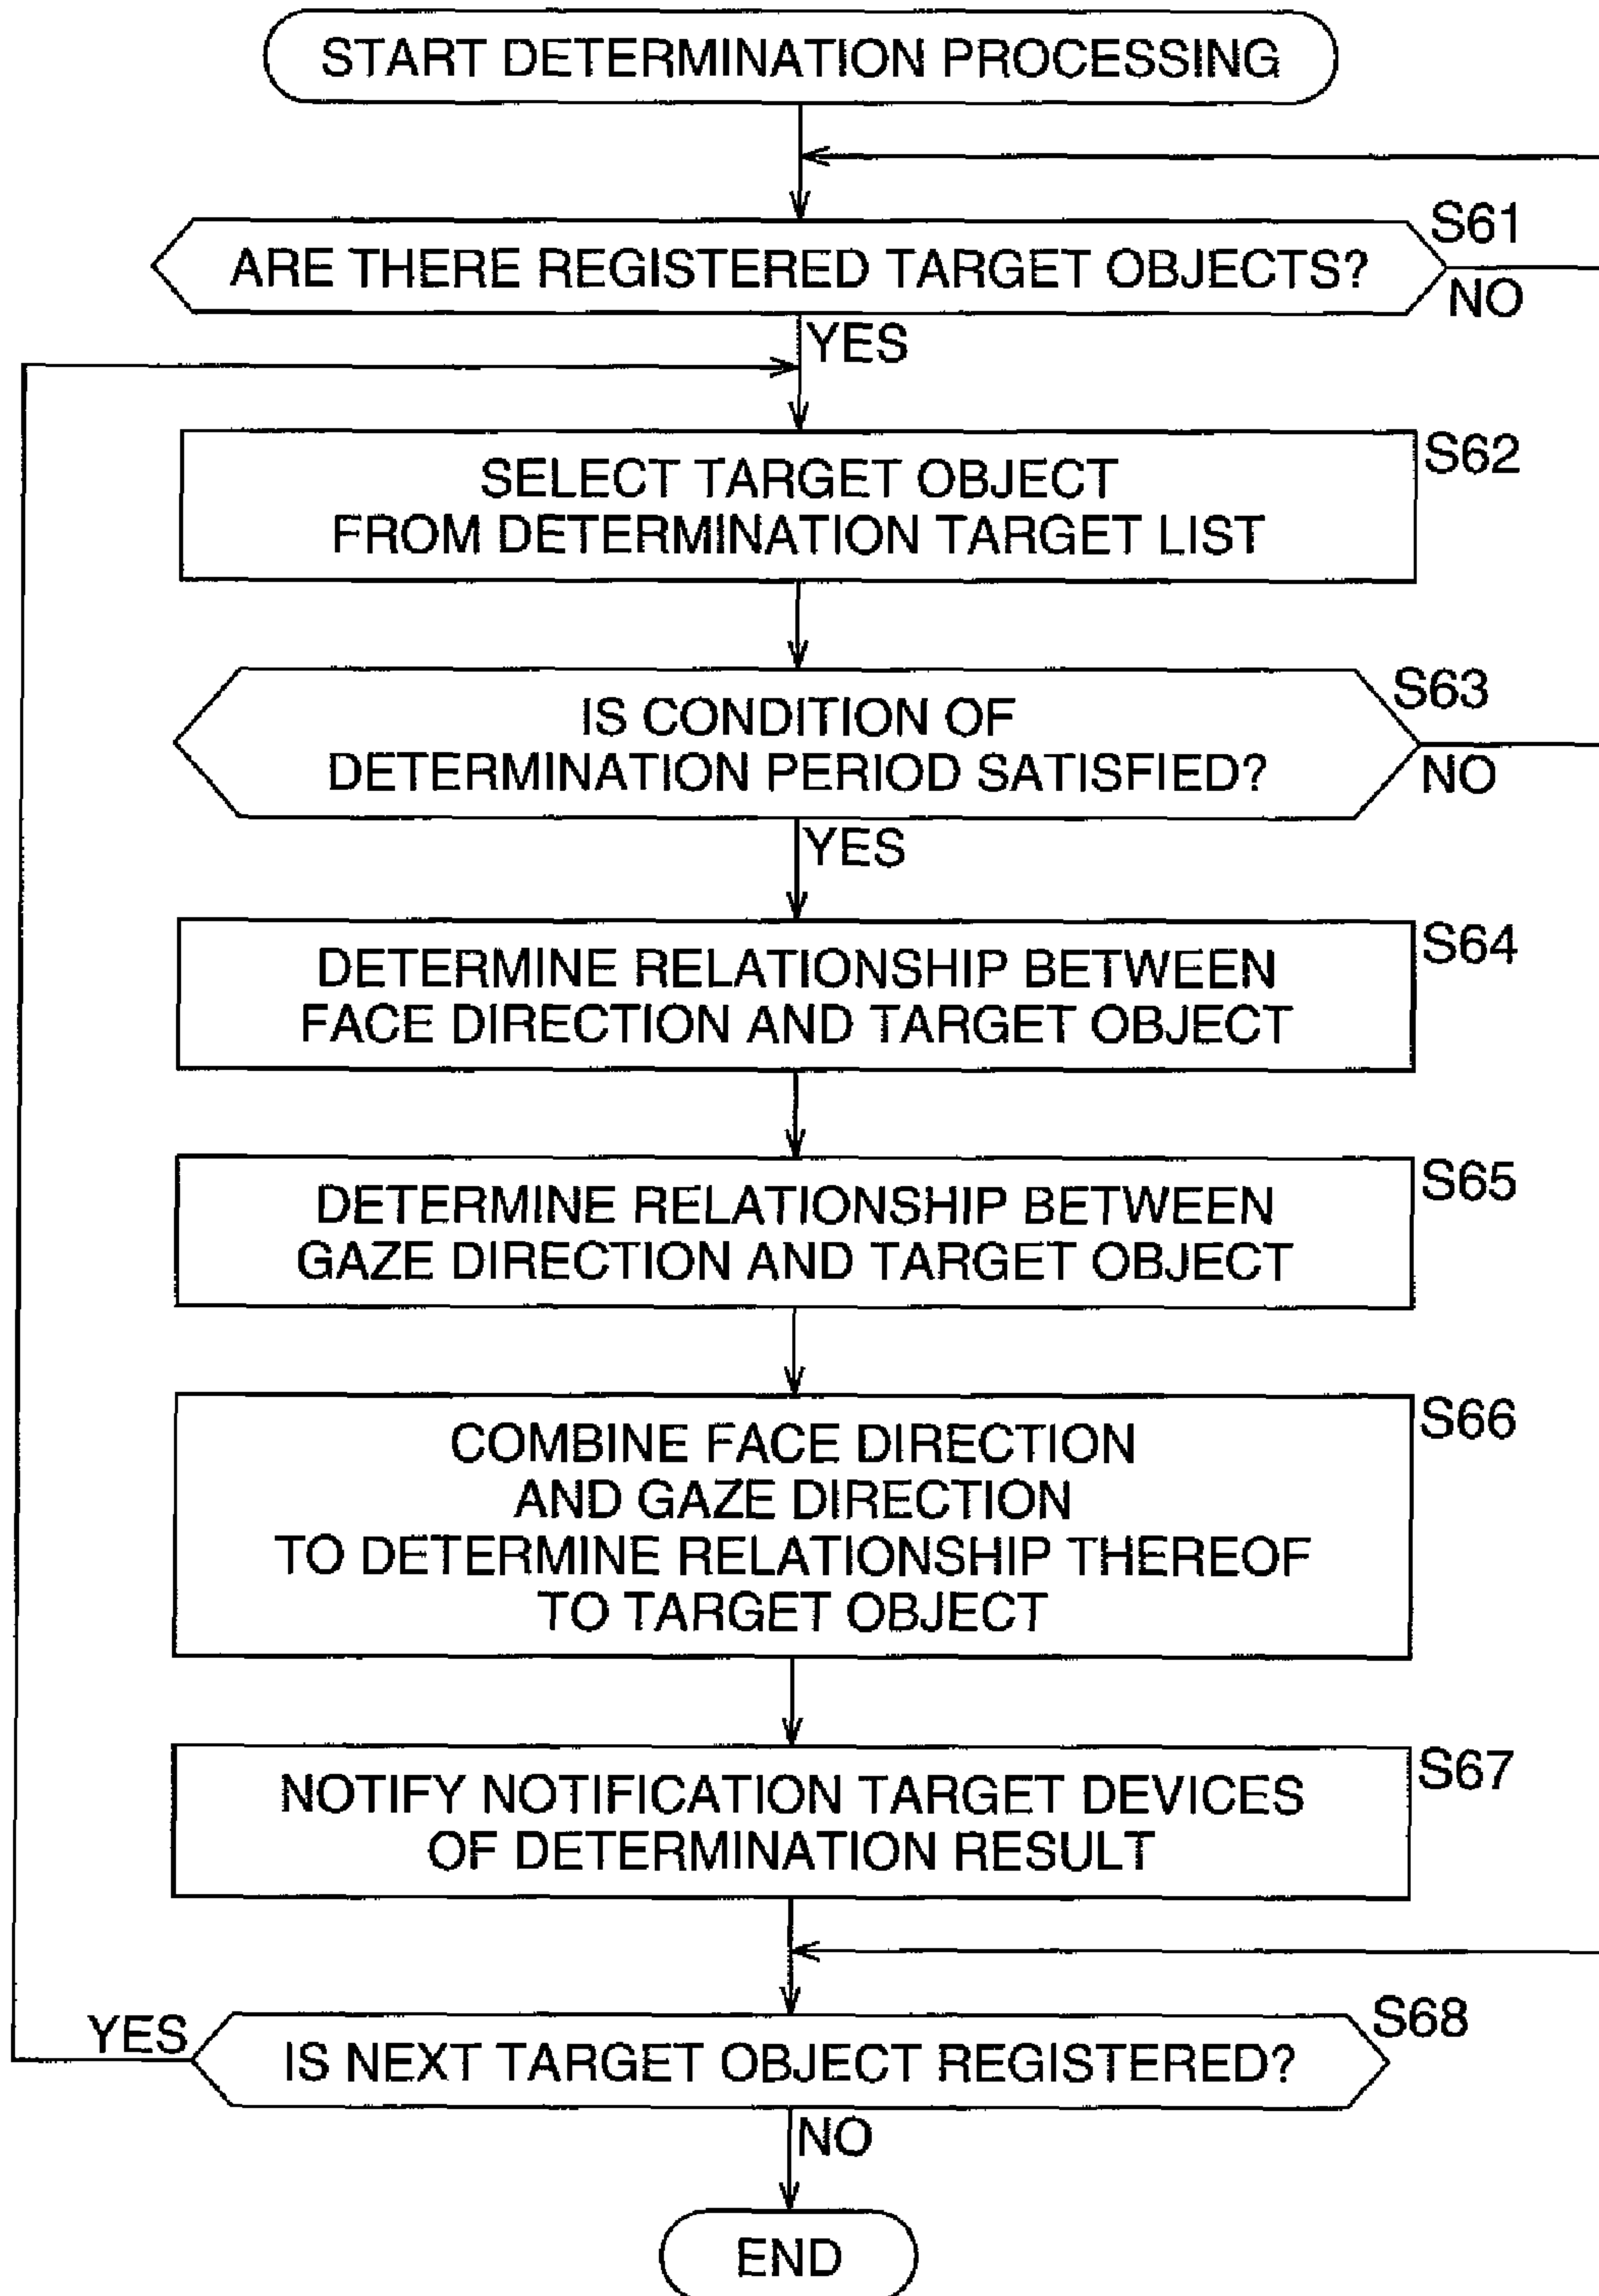 START DETERMINATION PROCESSING
S61
ARE THERE REGISTERED TARGET OBJECTS?
NO
YES
S62
SELECT TARGET OBJECT
FROM DETERMINATION TARGET LIST
S63
IS CONDITION OF
DETERMINATION PERIOD SATISFIED?
NO
YES
S64
DETERMINE RELATIONSHIP BETWEEN
FACE DIRECTION AND TARGET OBJECT
S65
DETERMINE RELATIONSHIP BETWEEN
GAZE DIRECTION AND TARGET OBJECT
S66
COMBINE FACE DIRECTION
AND GAZE DIRECTION
TO DETERMINE RELATIONSHIP THEREOF
TO TARGET OBJECT
S67
NOTIFY NOTIFICATION TARGET DEVICES
OF DETERMINATION RESULT
S68
YES
IS NEXT TARGET OBJECT REGISTERED?
NO
END